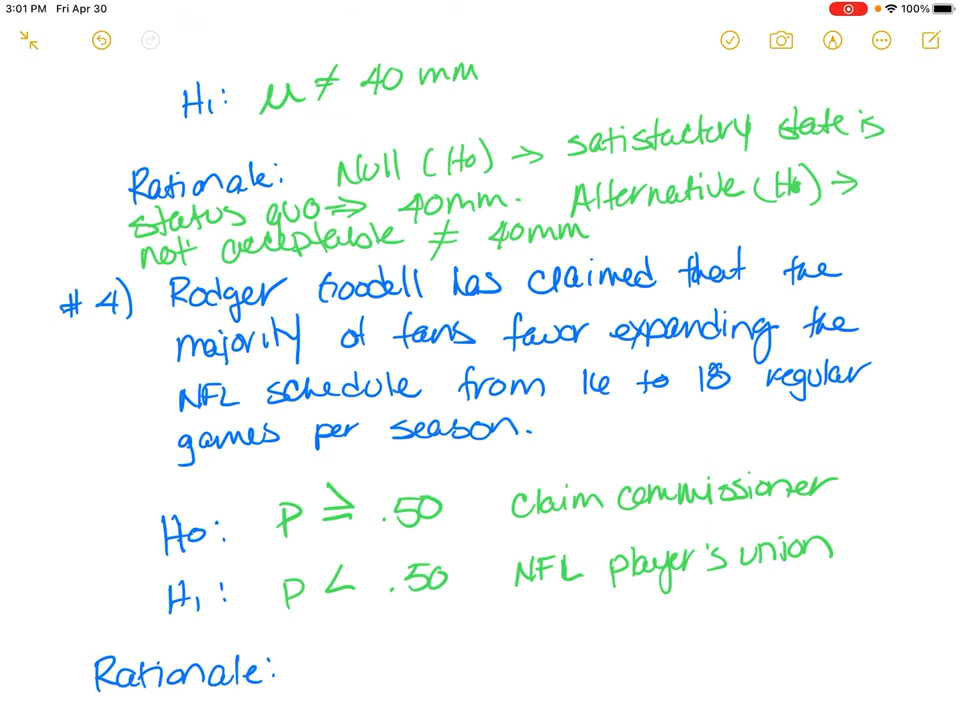 3:01 PM Fri Apr 30 100%
H1: μ ≠ 40 mm
Rationale: Null (Ho) → satisfactory state is
status quo ⇒ 40mm. Alternative (H1) →
not acceptable ≠ 40mm
# 4) Rodger Goodell has claimed that the
majority of fans favor expanding the
NFL schedule from 16 to 18 regular
games per season.
Ho: P ≥ .50 Claim commissioner
H1: P < .50 NFL player's union
Rationale: